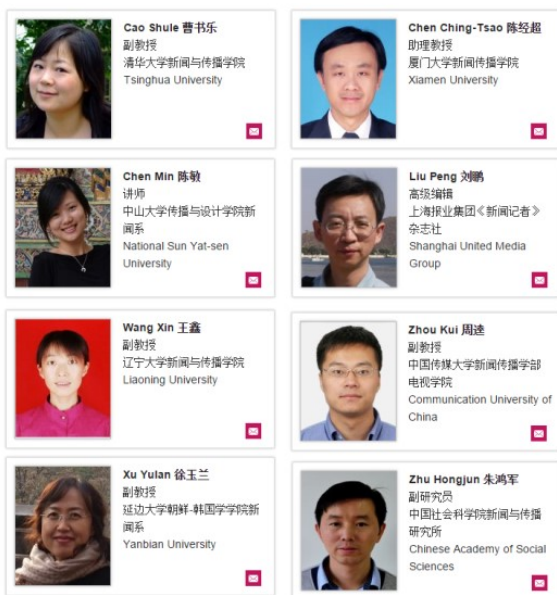 Cao Shule 曹书乐
副教授
清华大学新闻与传播学院
Tsinghua University
Chen Ching-Tsao 陈经超
助理教授
厦门大学新闻传播学院
Xiamen University
Chen Min 陈敏
讲师
中山大学传播与设计学院新
闻系
National Sun Yat-sen
University
Liu Peng 刘鹏
高级编辑
上海报业集团《新闻记者》
杂志社
Shanghai United Media
Group
Wang Xin 王鑫
副教授
辽宁大学新闻与传播学院
Liaoning University
Zhou Kui 周逵
副教授
中国传媒大学新闻传播学部
电视学院
Communication University of
China
Xu Yulan 徐玉兰
副教授
延边大学朝鲜-韩国学学院新
闻系
Yanbian University
Zhu Hongjun 朱鸿军
副研究员
中国社会科学院新闻与传播
研究所
Chinese Academy of Social
Sciences